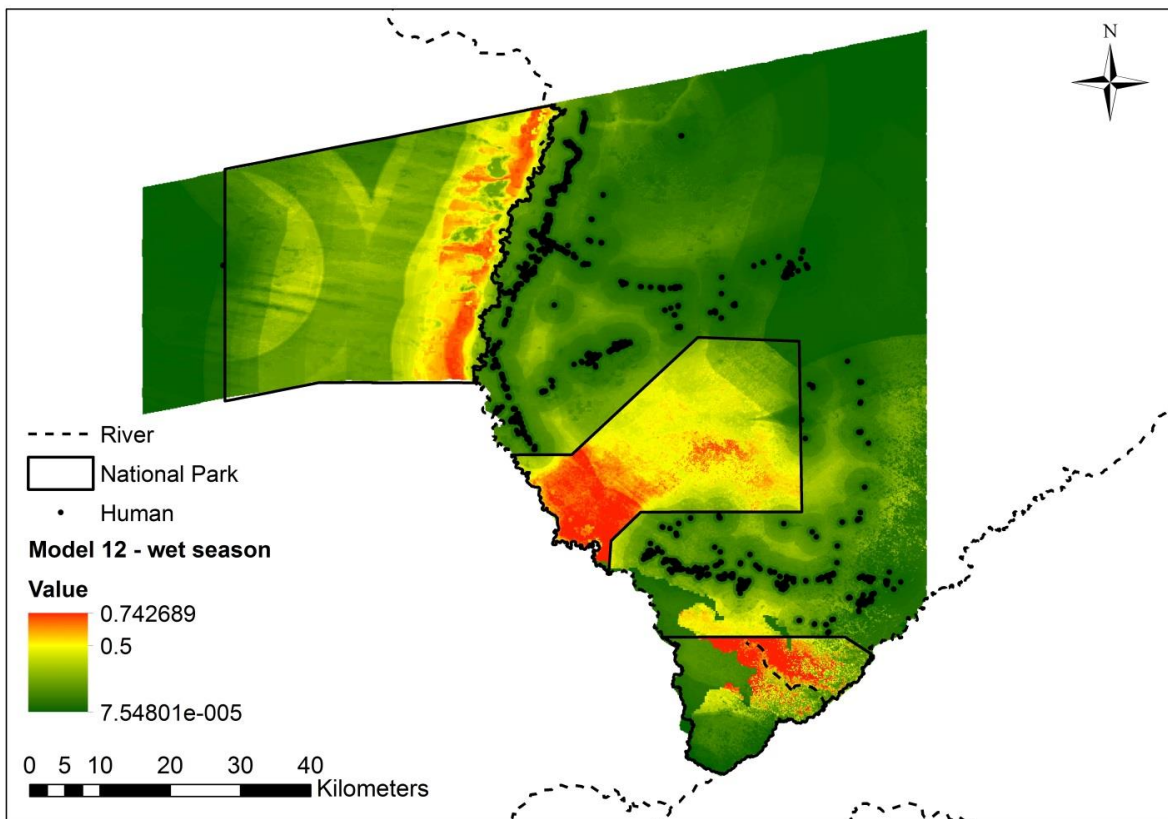 N
River
National Park
Human
Model 12 - wet season
Value
0.742689
0.5
7.54801e-005
0 5 10 20 30 40
Kilometers